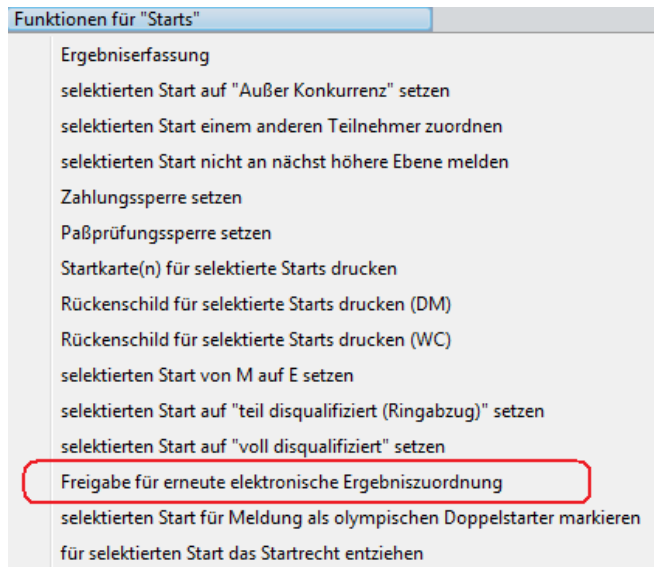 Funktionen für "Starts"
Ergebniserfassung
selektierten Start auf "Außer Konkurrenz" setzen
selektierten Start einem anderen Teilnehmer zuordnen
selektierten Start nicht an nächst höhere Ebene melden
Zahlungssperre setzen
Paßprüfungssperre setzen
Startkarte(n) für selektierte Starts drucken
Rückenschild für selektierte Starts drucken (DM)
Rückenschild für selektierte Starts drucken (WC)
selektierten Start von M auf E setzen
selektierten Start auf "teil disqualifiziert (Ringabzug)" setzen
selektierten Start auf "voll disqualifiziert" setzen
Freigabe für erneute elektronische Ergebniszuordnung
selektierten Start für Meldung als olympischen Doppelstarter markieren
für selektierten Start das Startrecht entziehen